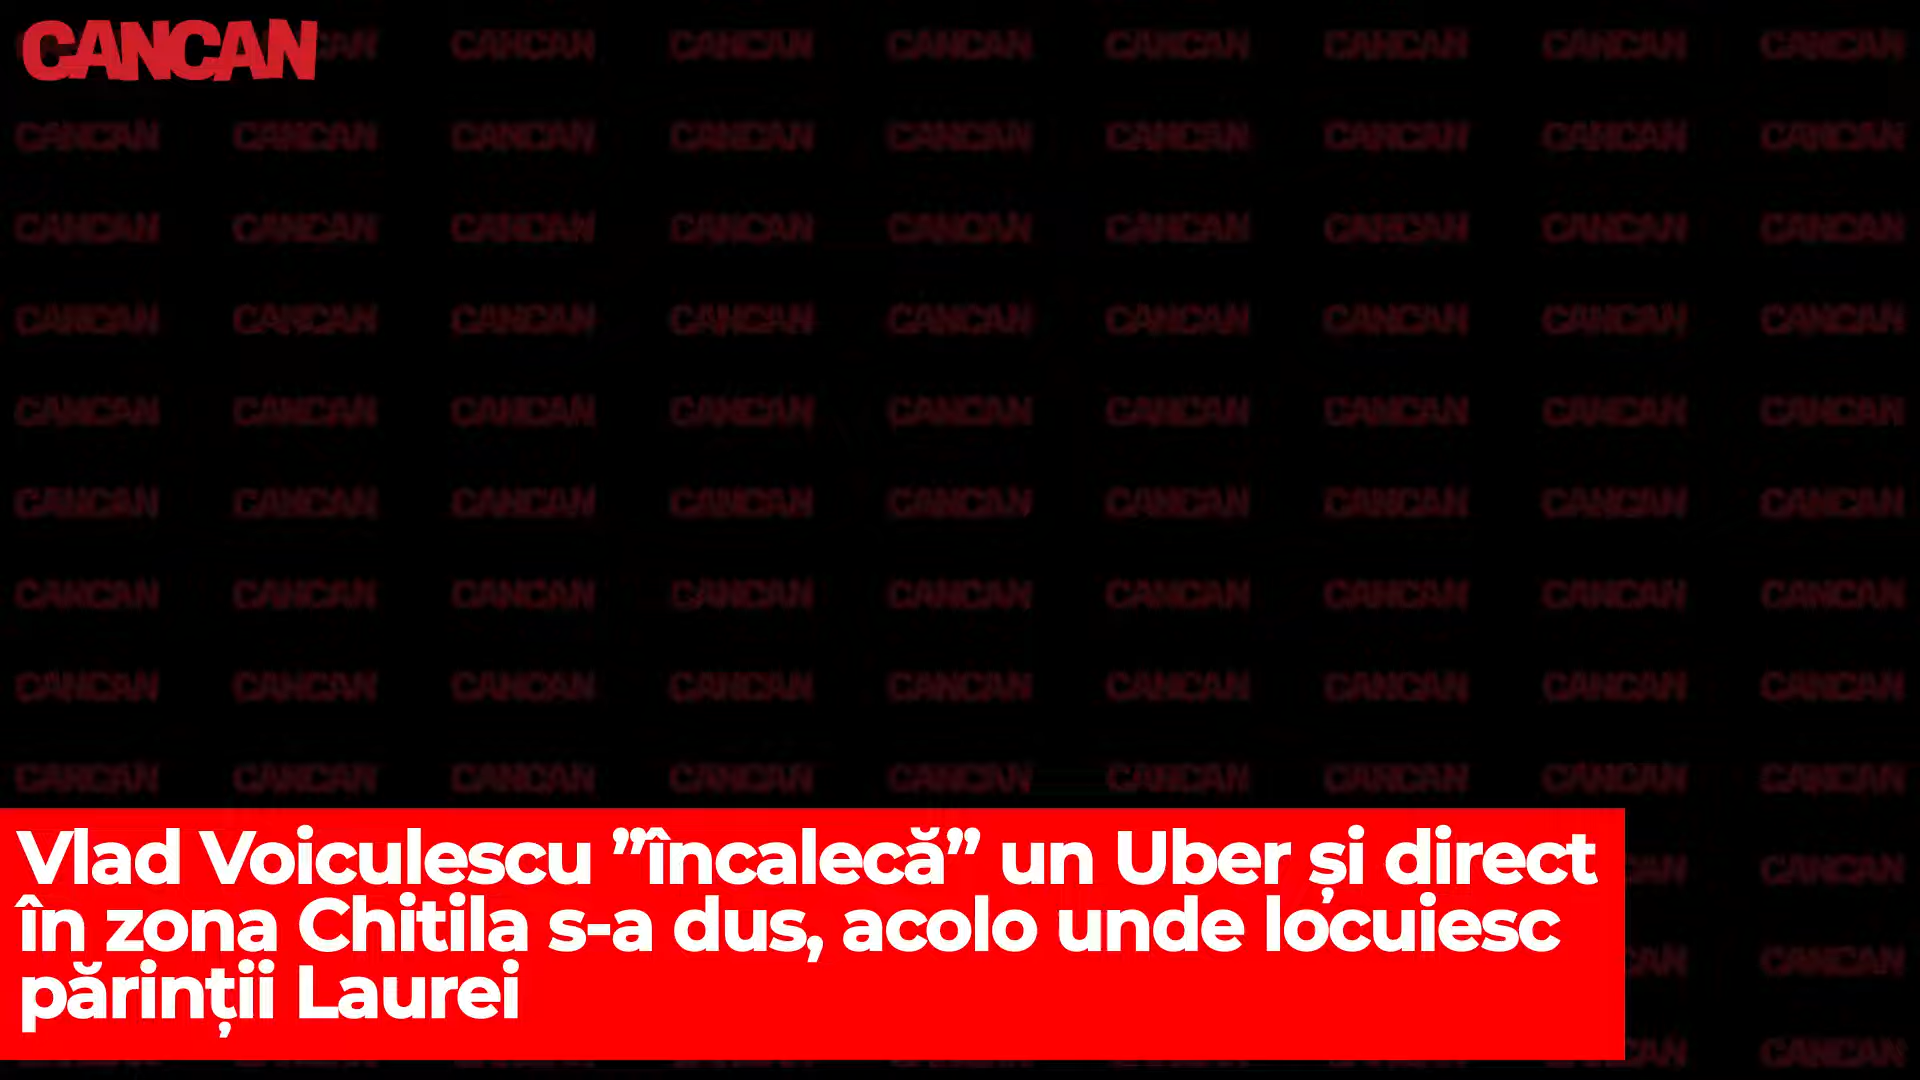 CANCAN
Vlad Voiculescu ”încalecă” un Uber și direct
în zona Chitila s-a dus, acolo unde locuiesc
părinții Laurei